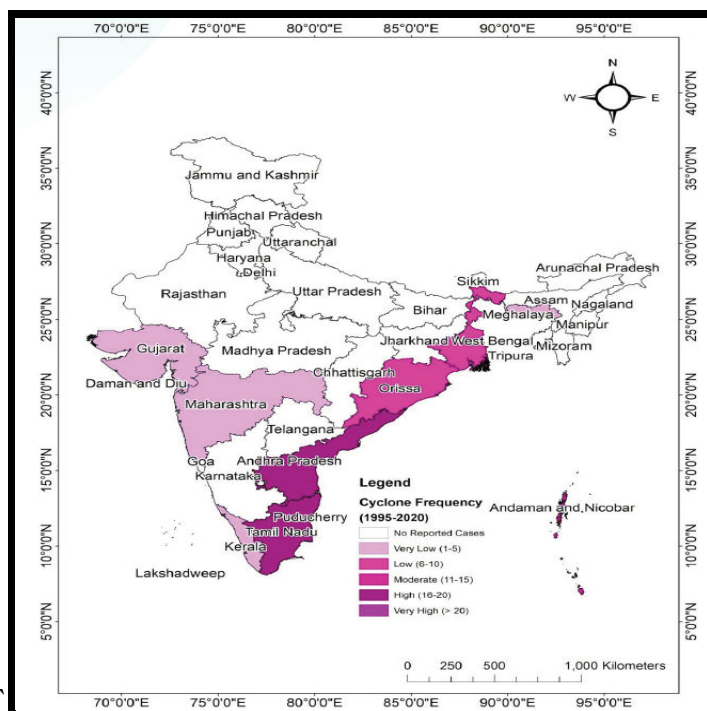 70°0'0"E 75°0'0"E 80°0'0"E 85°0'0"E 90°0'0"E 95°0'0"E
N
W E
S
40°0'0"N 40°0'0"N
35°0'0"N 35°0'0"N
30°0'0"N 30°0'0"N
25°0'0"N 25°0'0"N
20°0'0"N 20°0'0"N
15°0'0"N 15°0'0"N
10°0'0"N 10°0'0"N
5°0'0"N 5°0'0"N
Jammu and Kashmir
Himachal Pradesh
Punjab
Uttaranchal
Haryana
Delhi
Arunachal Pradesh
Sikkim
Rajasthan
Uttar Pradesh
Assam
Nagaland
Bihar
Meghalaya
Manipur
Gujarat
Madhya Pradesh
Jharkhand West Bengal
Mizoram
Tripura
Chhattisgarh
Daman and Diu
Orissa
Maharashtra
Telangana
Goa
Andhra Pradesh
Karnataka
Andaman and Nicobar
Puducherry
Tamil Nadu
Kerala
Lakshadweep
Legend
Cyclone Frequency
(1995-2020)
No Reported Cases
Very Low (1-5)
Low (6-10)
Moderate (11-15)
High (16-20)
Very High (> 20)
0 250 500 1,000 Kilometers
70°0'0"E 75°0'0"E 80°0'0"E 85°0'0"E 90°0'0"E 95°0'0"E